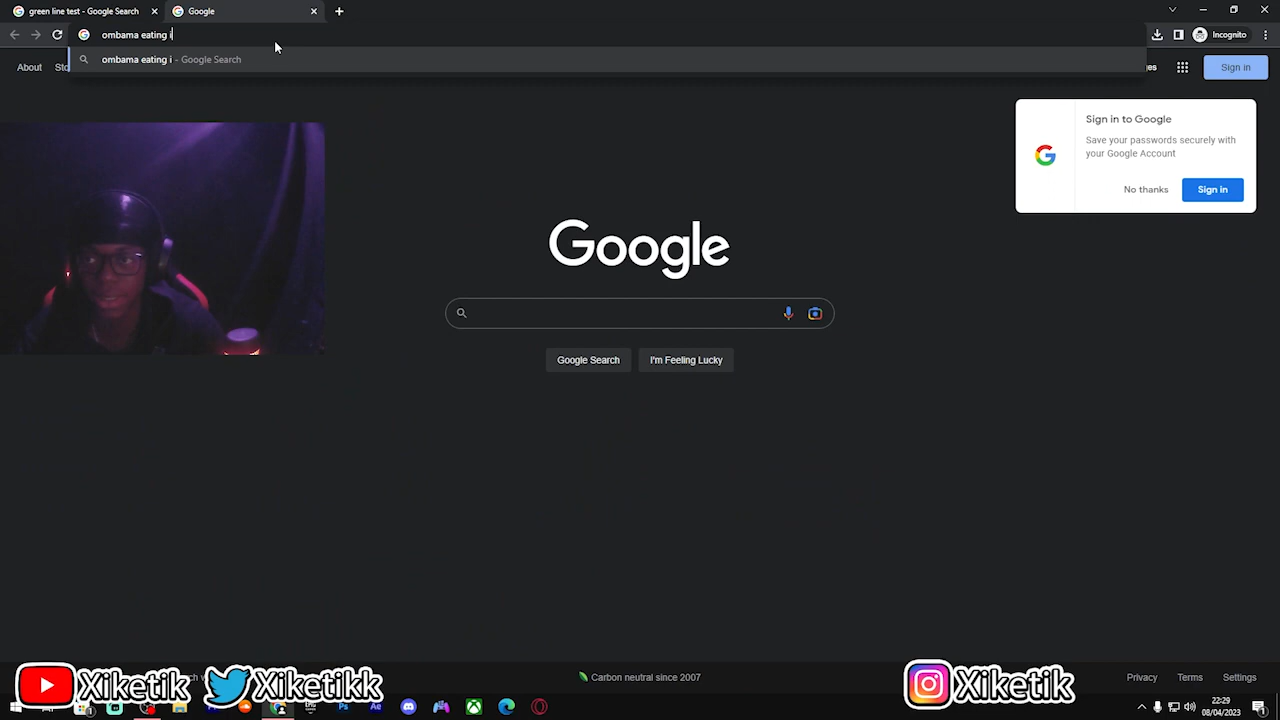 green line test - Google Search
Google
ombama eating i
Incognito
ombama eating i - Google Search
About
Sto
es
Sign in
Sign in to Google
Save your passwords securely with
your Google Account
No thanks
Sign in
Google
Google Search
I'm Feeling Lucky
Carbon neutral since 2007
Privacy
Terms
Settings
Xiketik
Xiketikk
Xiketik
22:29
08/04/2023